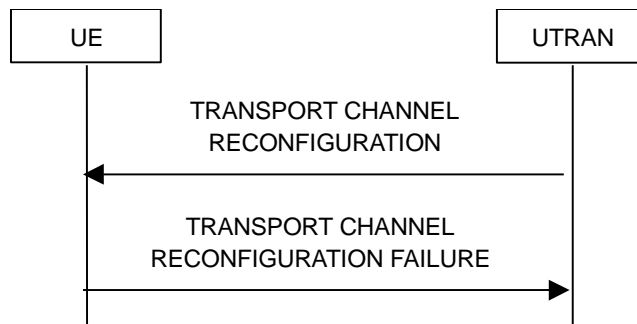 UE
UTRAN
TRANSPORT CHANNEL
RECONFIGURATION
TRANSPORT CHANNEL
RECONFIGURATION FAILURE